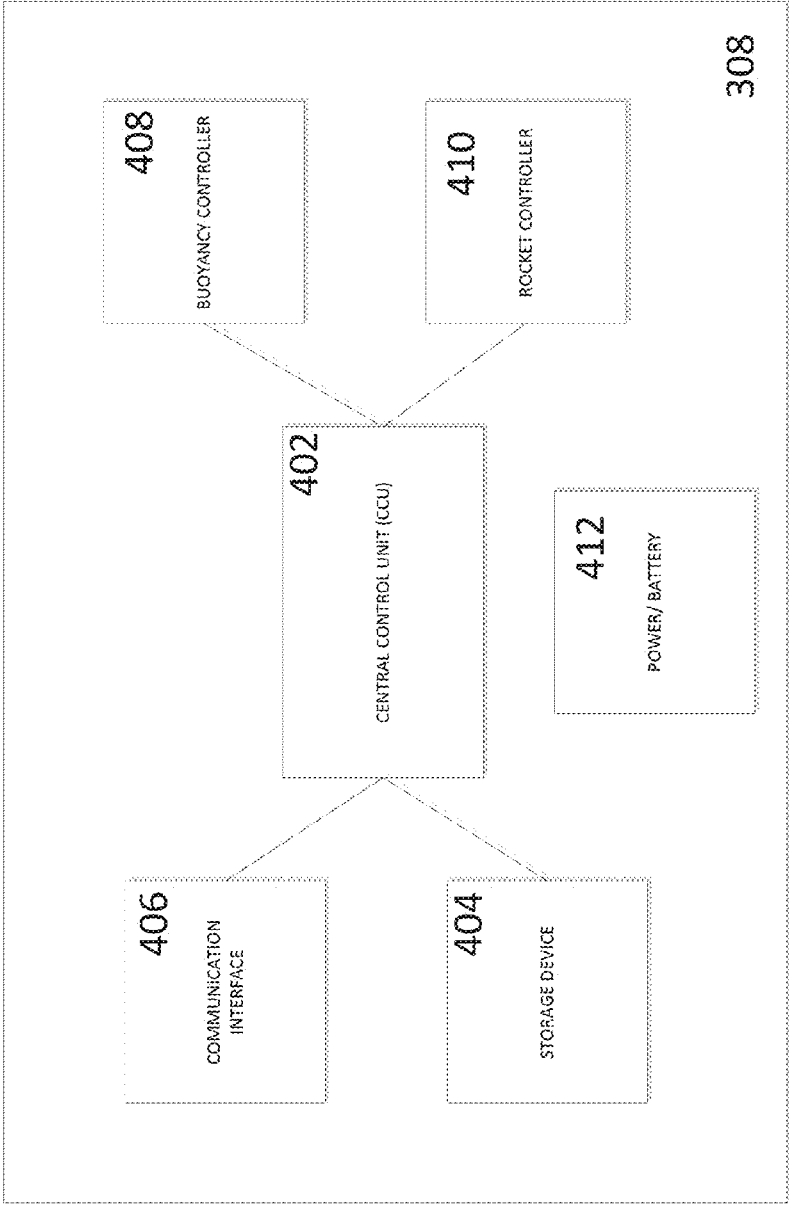 406
COMMUNICATION
INTERFACE
408
BUOYANCY CONTROLLER
402
CENTRAL CONTROL UNIT (CCU)
404
STORAGE DEVICE
410
ROCKET CONTROLLER
412
POWER/ BATTERY
308